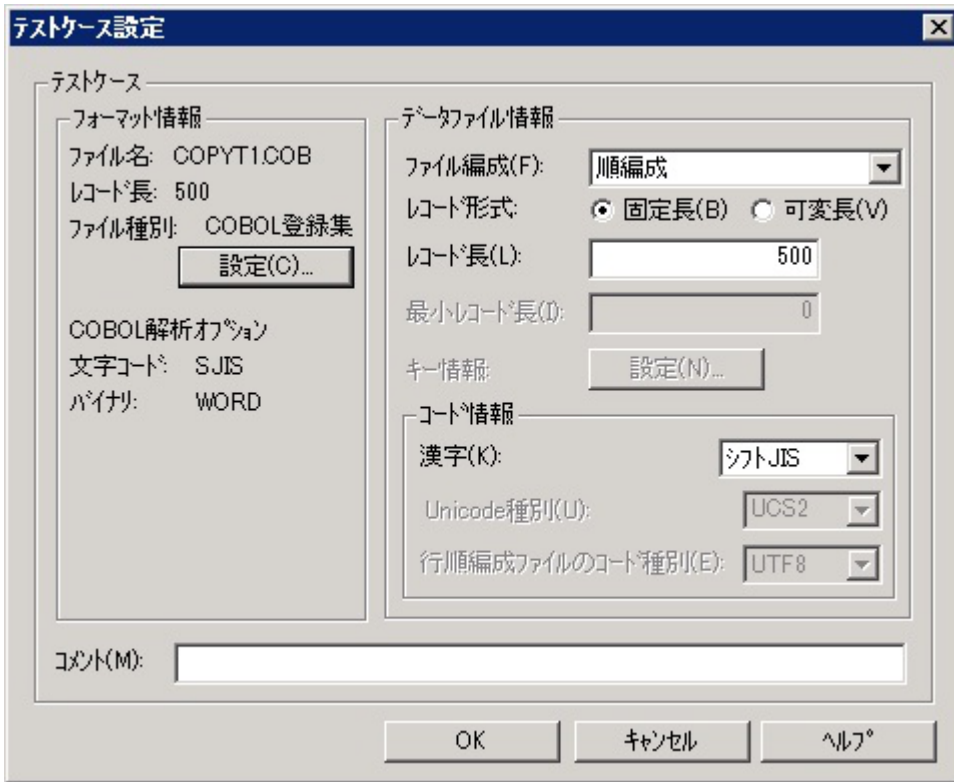 テストケース設定
テストケース
フォーマット情報
ファイル名: COPYT1.COB
レコード長: 500
ファイル種別: COBOL登録集
設定(C)...
COBOL解析オプション
文字コード: SJIS
バイナリ: WORD
データファイル情報
ファイル編成(F): 順編成
レコード形式: 固定長(B) 可変長(V)
レコード長(L): 500
最小レコード長(I): 0
キー情報: 設定(N)...
コード情報
漢字(K): シフトJIS
Unicode種別(U): UCS2
行順編成ファイルのコード種別(E): UTF8
コメント(M):
OK キャンセル ヘルプ